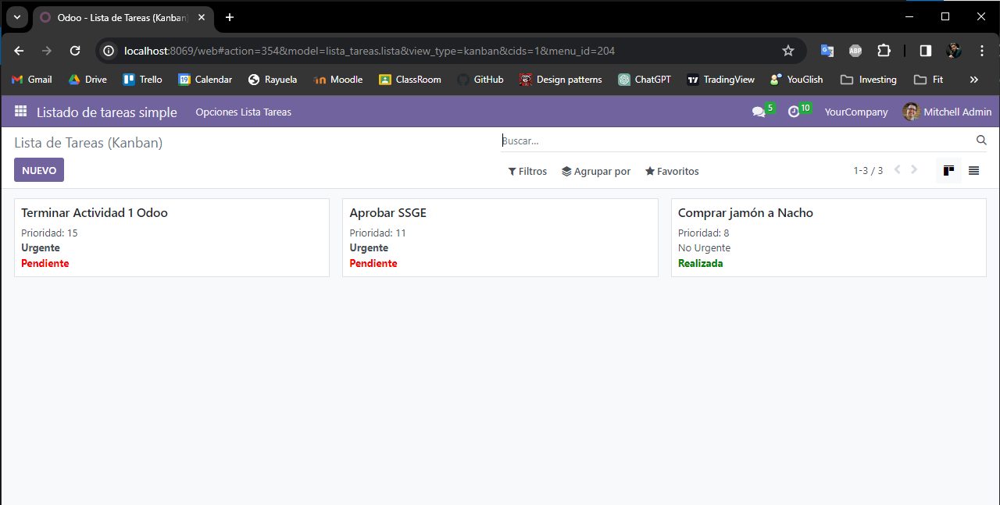 Odoo - Lista de Tareas (Kanban)
localhost:8069/web#action=354&model=lista_tareas.lista&view_type=kanban&cids=1&menu_id=204
ABP
Gmail Drive Trello 19 Calendar Rayuela Moodle ClassRoom GitHub Design patterns ChatGPT TradingView YouGlish Investing Fit
Listado de tareas simple Opciones Lista Tareas 5 10 YourCompany Mitchell Admin
Lista de Tareas (Kanban) Buscar...
NUEVO Filtros Agrupar por Favoritos 1-3 / 3
Terminar Actividad 1 Odoo
Prioridad: 15
Urgente
Pendiente
Aprobar SSGE
Prioridad: 11
Urgente
Pendiente
Comprar jamón a Nacho
Prioridad: 8
No Urgente
Realizada